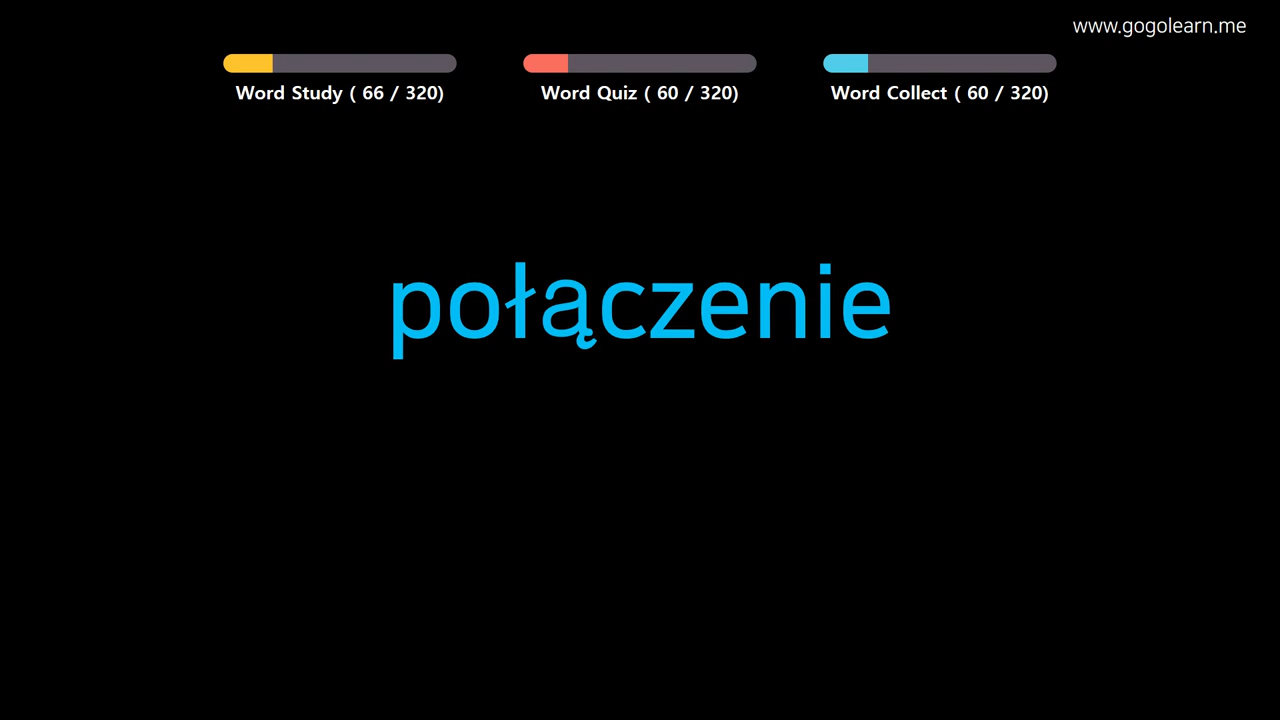 www.gogolearn.me
Word Study ( 66 / 320)
Word Quiz ( 60 / 320)
Word Collect ( 60 / 320)
połączenie